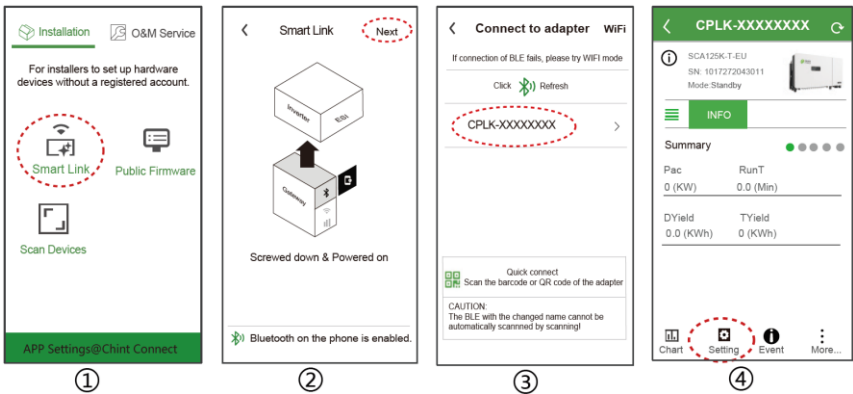 Installation
O&M Service
For installers to set up hardware
devices without a registered account.
Smart Link
Public Firmware
Scan Devices
APP Settings@Chint Connect
①
Smart Link
Next
Inverter
ESI
Gateway
Screwed down & Powered on
Bluetooth on the phone is enabled.
②
Connect to adapter
WiFi
If connection of BLE fails, please try WIFI mode
Click
Refresh
CPLK-XXXXXXXX
Quick connect
Scan the barcode or QR code of the adapter
CAUTION:
The BLE with the changed name cannot be
automatically scannned by scanning!
③
CPLK-XXXXXXXX
SCA125K-T-EU
SN: 1017272043011
Mode:Standby
INFO
Summary
Pac
RunT
0 (KW)
0.0 (Min)
DYield
TYield
0.0 (KWh)
0 (KWh)
Chart
Setting
Event
More...
④